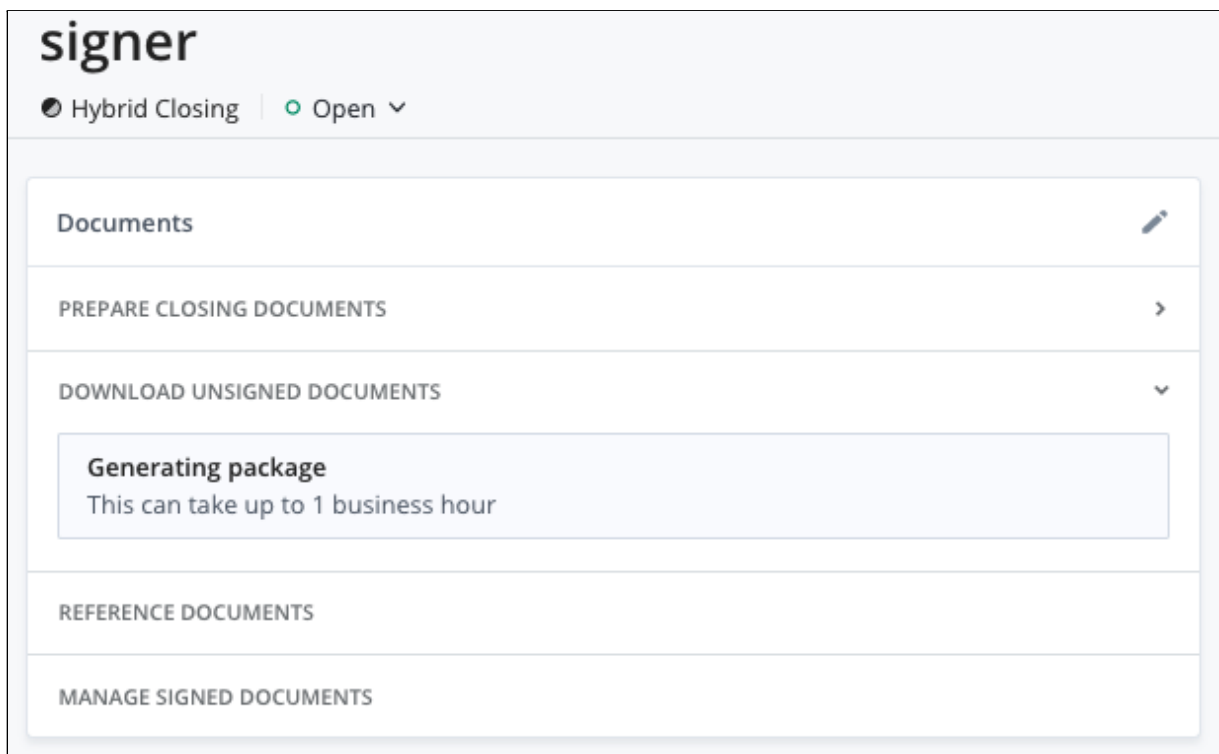 signer
Hybrid Closing Open
Documents
PREPARE CLOSING DOCUMENTS
DOWNLOAD UNSIGNED DOCUMENTS
Generating package
This can take up to 1 business hour
REFERENCE DOCUMENTS
MANAGE SIGNED DOCUMENTS